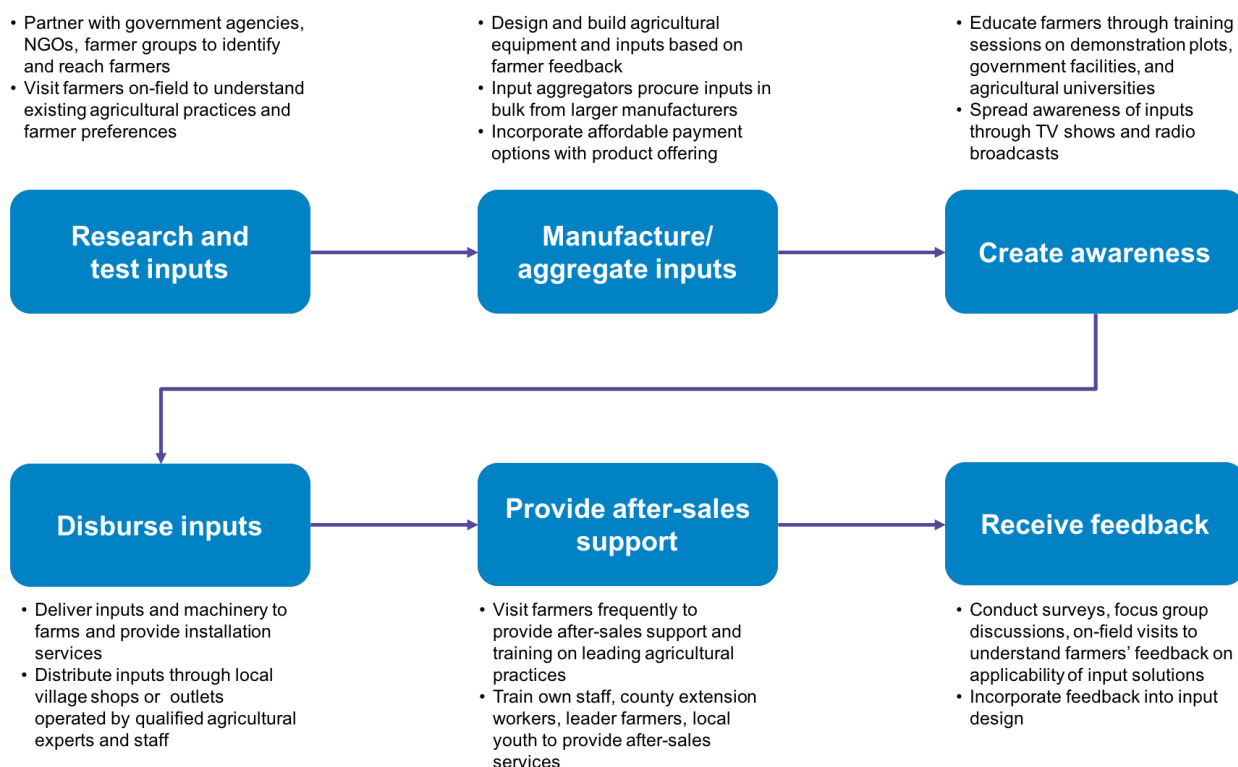 • Partner with government agencies,
NGOs, farmer groups to identify
and reach farmers
• Visit farmers on-field to understand
existing agricultural practices and
farmer preferences
• Design and build agricultural
equipment and inputs based on
farmer feedback
• Input aggregators procure inputs in
bulk from larger manufacturers
• Incorporate affordable payment
options with product offering
• Educate farmers through training
sessions on demonstration plots,
government facilities, and
agricultural universities
• Spread awareness of inputs
through TV shows and radio
broadcasts
Research and
test inputs
Manufacture/
aggregate inputs
Create awareness
Disburse inputs
Provide after-sales
support
Receive feedback
• Deliver inputs and machinery to
farms and provide installation
services
• Distribute inputs through local
village shops or outlets
operated by qualified agricultural
experts and staff
• Visit farmers frequently to
provide after-sales support and
training on leading agricultural
practices
• Train own staff, county extension
workers, leader farmers, local
youth to provide after-sales
services
• Conduct surveys, focus group
discussions, on-field visits to
understand farmers' feedback on
applicability of input solutions
• Incorporate feedback into input
design